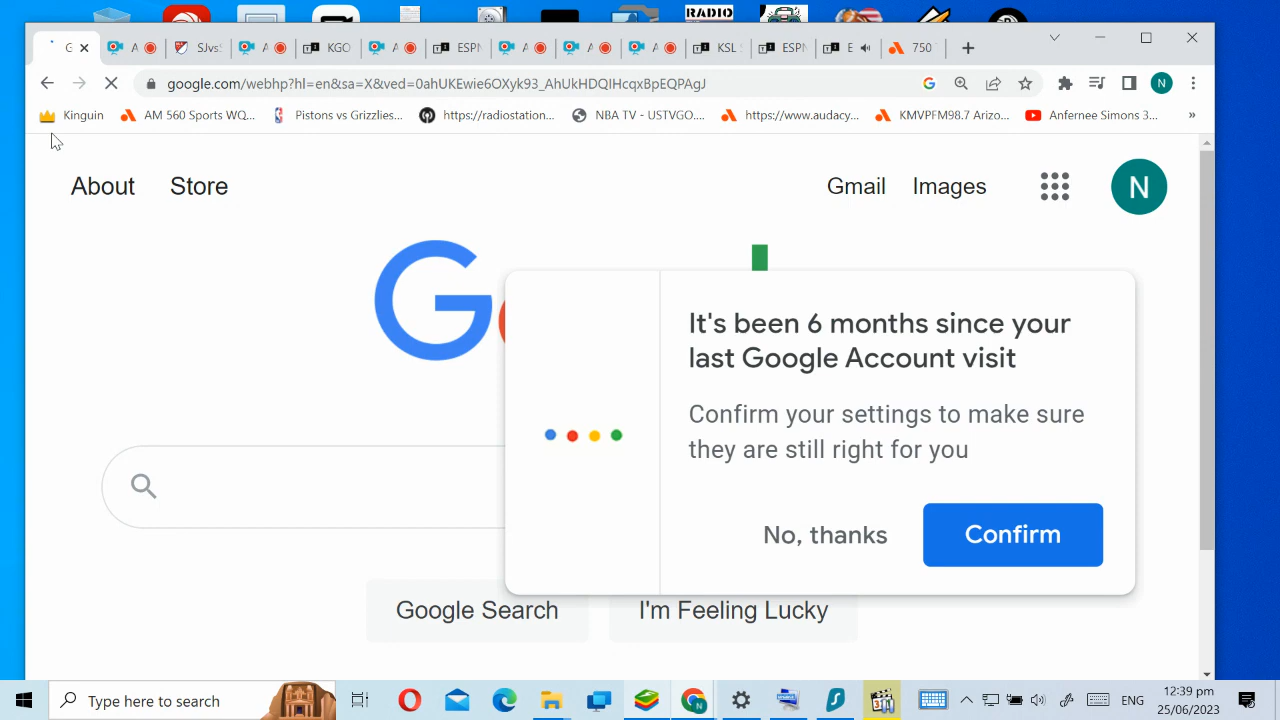 RADIO
G
A
SJvs
A
KGO
A
ESPN
A
A
A
KSL
ESPN
E
750
google.com/webhp?hl=en&sa=X&ved=0ahUKEwie6OXyk93_AhUkHDQIHcqxBpEQPAgJ
N
Kinguin
AM 560 Sports WQ...
Pistons vs Grizzlies...
https://radiostation...
NBA TV - USTVGO....
https://www.audacy...
KMVPFM98.7 Arizo...
Anfernee Simons 3...
»
About
Store
Gmail
Images
N
It's been 6 months since your
last Google Account visit
Confirm your settings to make sure
they are still right for you
No, thanks
Confirm
Google Search
I'm Feeling Lucky
Type here to search
ENG
12:39 pm
25/06/2023